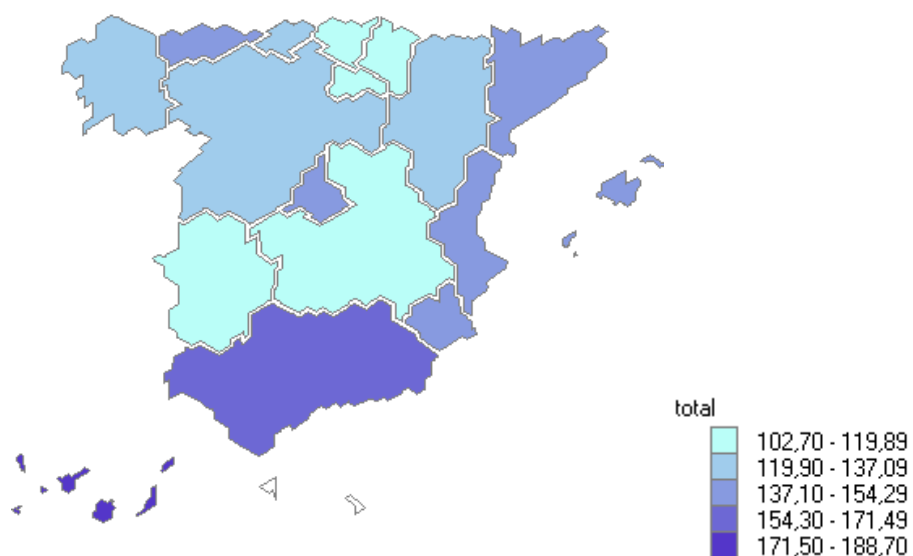 total
102,70 - 119,89
119,90 - 137,09
137,10 - 154,29
154,30 - 171,49
171,50 - 188,70